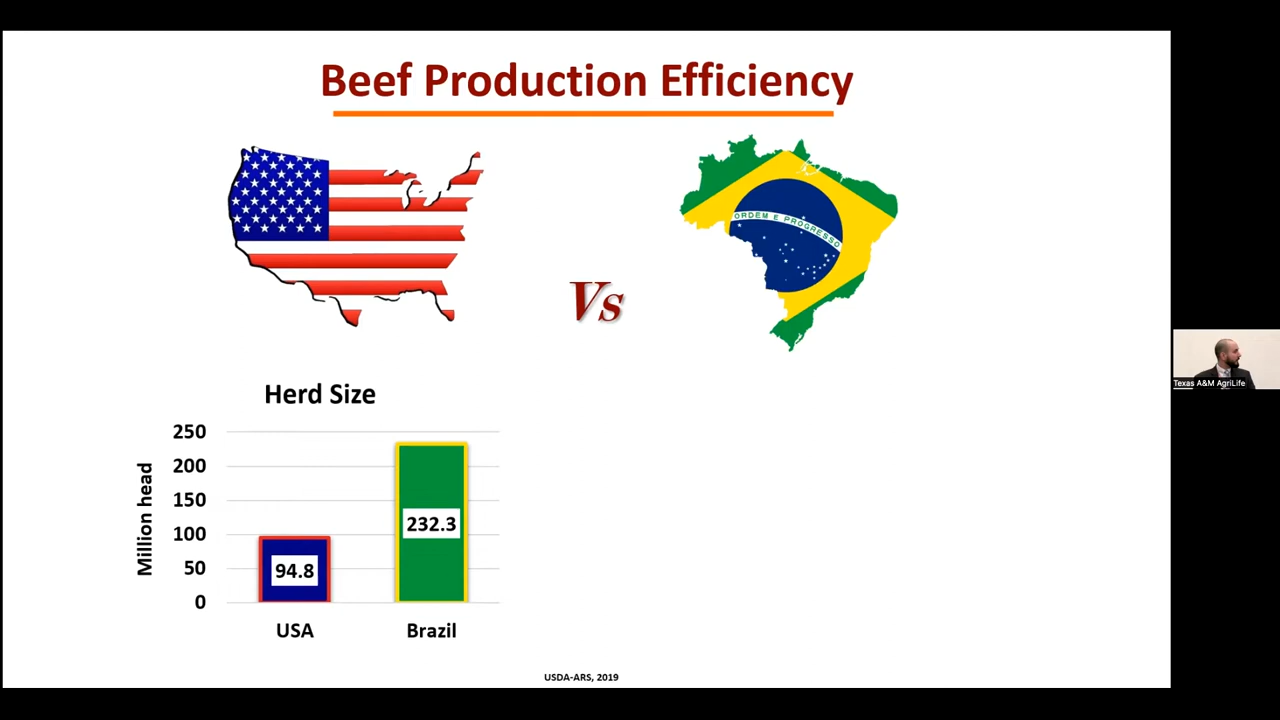 Beef Production Efficiency
ORDEM E PROGRESSO
Vs
Herd Size
Million head
250
200
150
100
50
0
94.8
232.3
USA
Brazil
USDA-ARS, 2019
Texas A&M AgriLife